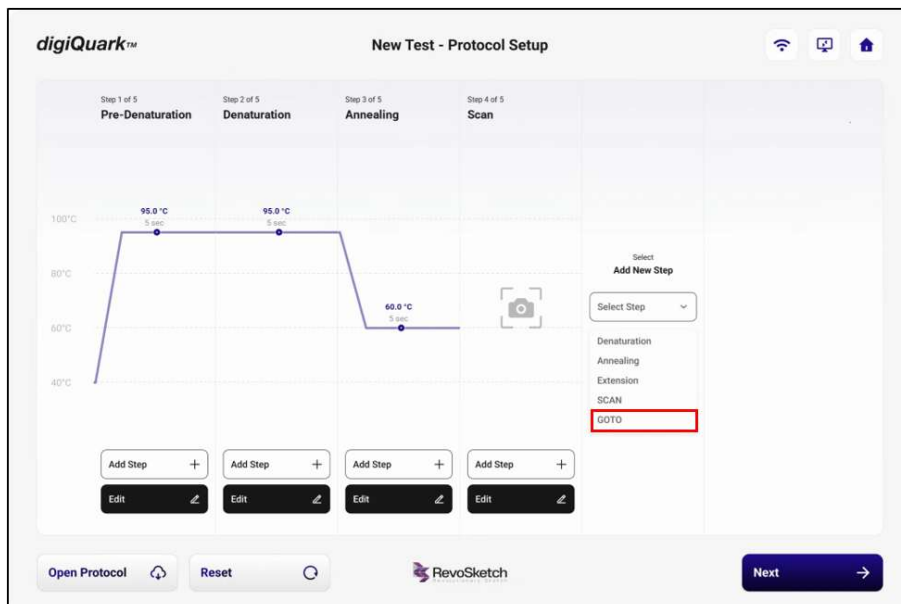 digiQuark™
New Test - Protocol Setup
Step 1 of 5
Pre-Denaturation
Step 2 of 5
Denaturation
Step 3 of 5
Annealing
Step 4 of 5
Scan
100°C
80°C
60°C
40°C
95.0 °C
5 sec
95.0 °C
5 sec
60.0 °C
5 sec
Select
Add New Step
Select Step
Denaturation
Annealing
Extension
SCAN
GOTO
Add Step
Add Step
Add Step
Add Step
Edit
Edit
Edit
Edit
Open Protocol
Reset
RevoSketch
Next